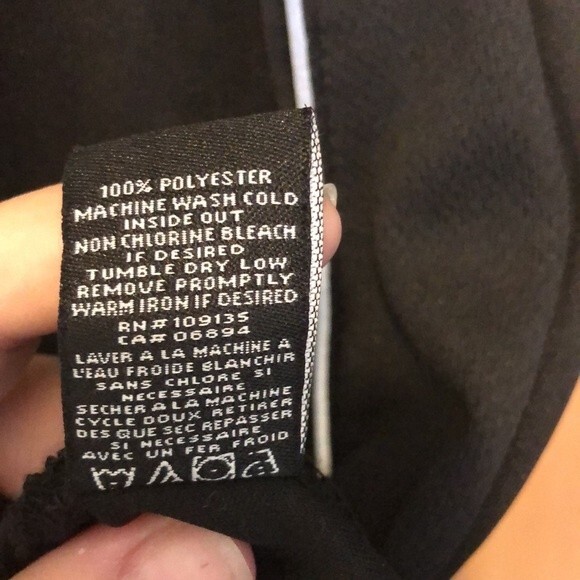 100% POLYESTER
MACHINE WASH COLD
INSIDE OUT
NON CHLORINE BLEACH
IF DESIRED
TUMBLE DRY LOW
REMOVE PROMPTLY
WARM IRON IF DESIRED
RN# 109135
CA# 06894
LAVER A LA MACHINE A
L'EAU FROIDE BLANCHIR
SANS CHLORE SI
NECESSAIRE
SECHER A LA MACHINE
CYCLE DOUX RETIRER
DES QUE SEC REPASSER
SI NECESSAIRE
AVEC UN FER FROID